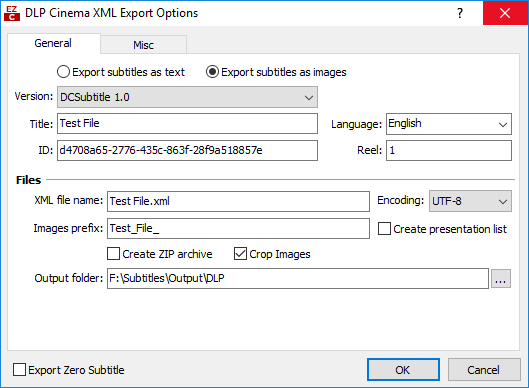 EZ C DLP Cinema XML Export Options ?
General Misc
Export subtitles as text Export subtitles as images
Version: DCSubtitle 1.0
Title: Test File Language: English
ID: d4708a65-2776-435c-863f-28f9a518857e Reel: 1
Files
XML file name: Test File.xml Encoding: UTF-8
Images prefix: Test_File_ Create presentation list
Create ZIP archive Crop Images
Output folder: F:\Subtitles\Output\DLP ...
Export Zero Subtitle OK Cancel